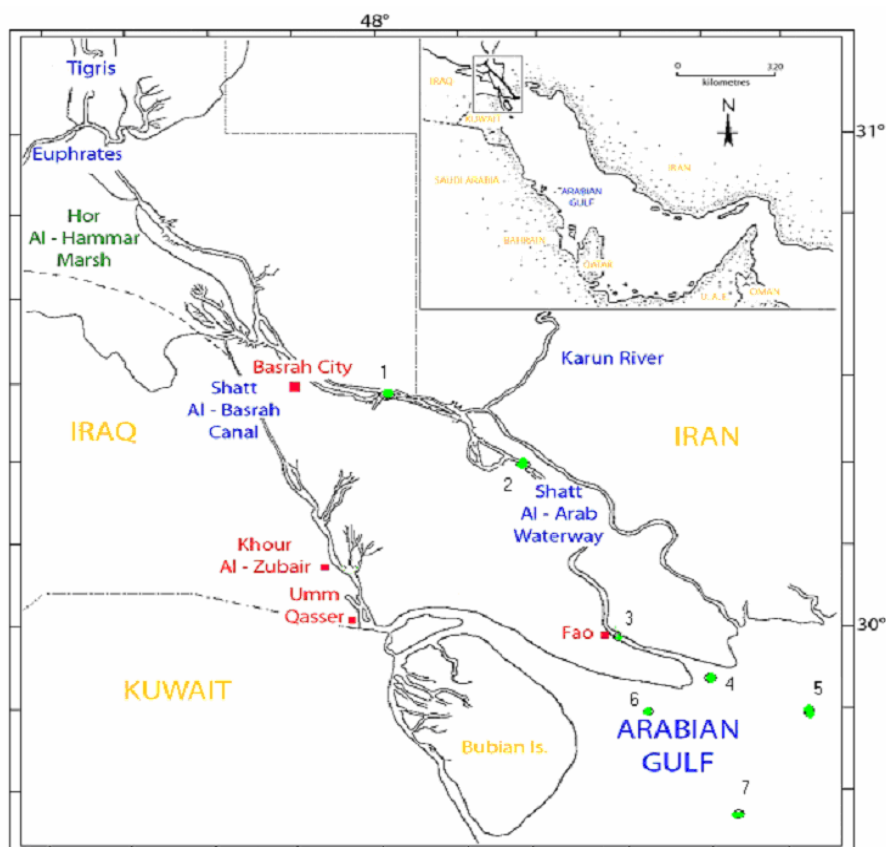 48°
Tigris
Euphrates
Hor
Al - Hammar
Marsh
0 320
kilometres
N
IRAQ
KUWAIT
SAUDI ARABIA
IRAN
ARABIAN
GULF
BAHRAIN
QATAR
U.A.E
OMAN
31°
Basrah City
1
Karun River
Shatt
Al - Basrah
Canal
IRAQ
IRAN
2
Shatt
Al - Arab
Waterway
Khour
Al - Zubair
Umm
Qasser
Fao
3
30°
KUWAIT
4
5
6
ARABIAN
GULF
Bubian Is.
7